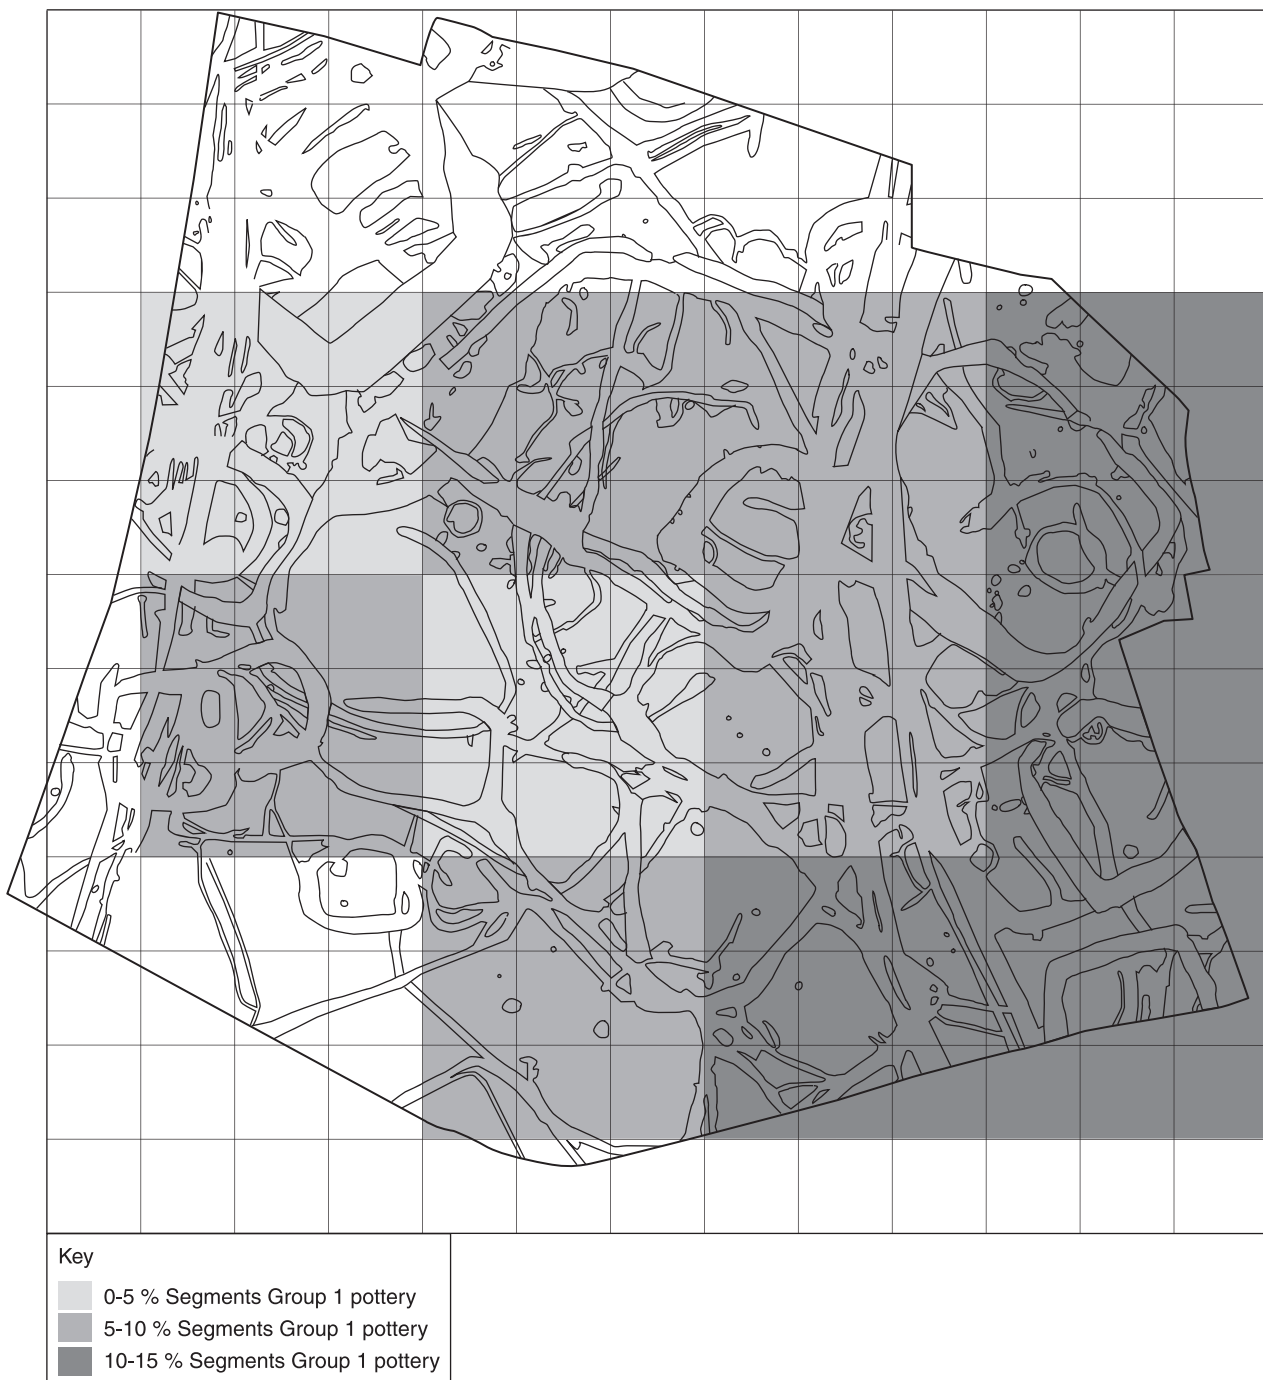 Key
0-5 % Segments Group 1 pottery
5-10 % Segments Group 1 pottery
10-15 % Segments Group 1 pottery